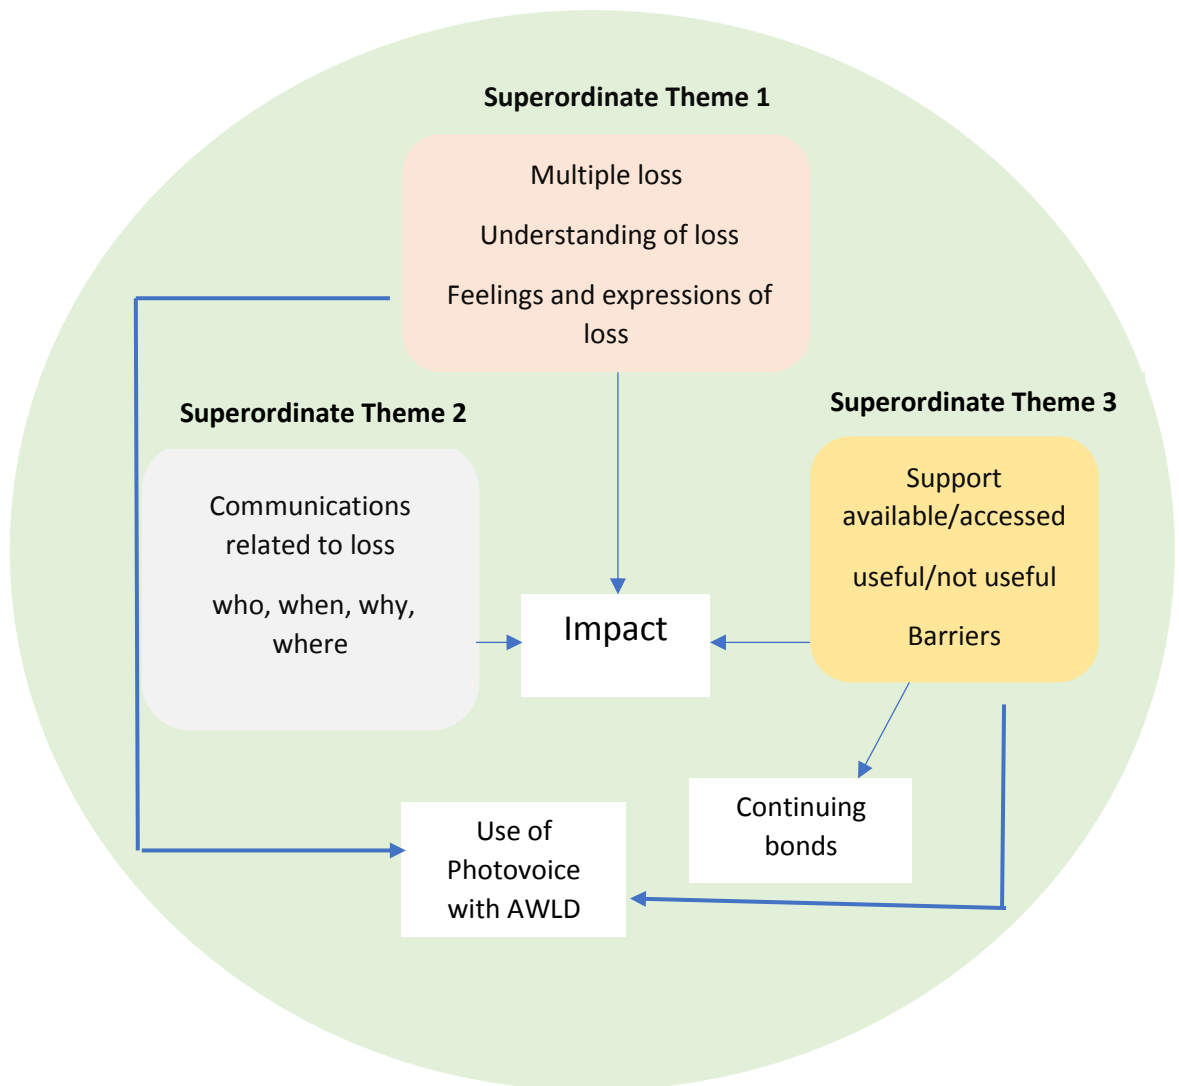 Superordinate Theme 1
Multiple loss
Understanding of loss
Feelings and expressions of
loss
Superordinate Theme 2
Communications
related to loss
who, when, why,
where
Superordinate Theme 3
Support
available/accessed
useful/not useful
Barriers
Impact
Continuing
bonds
Use of
Photovoice
with AWLD